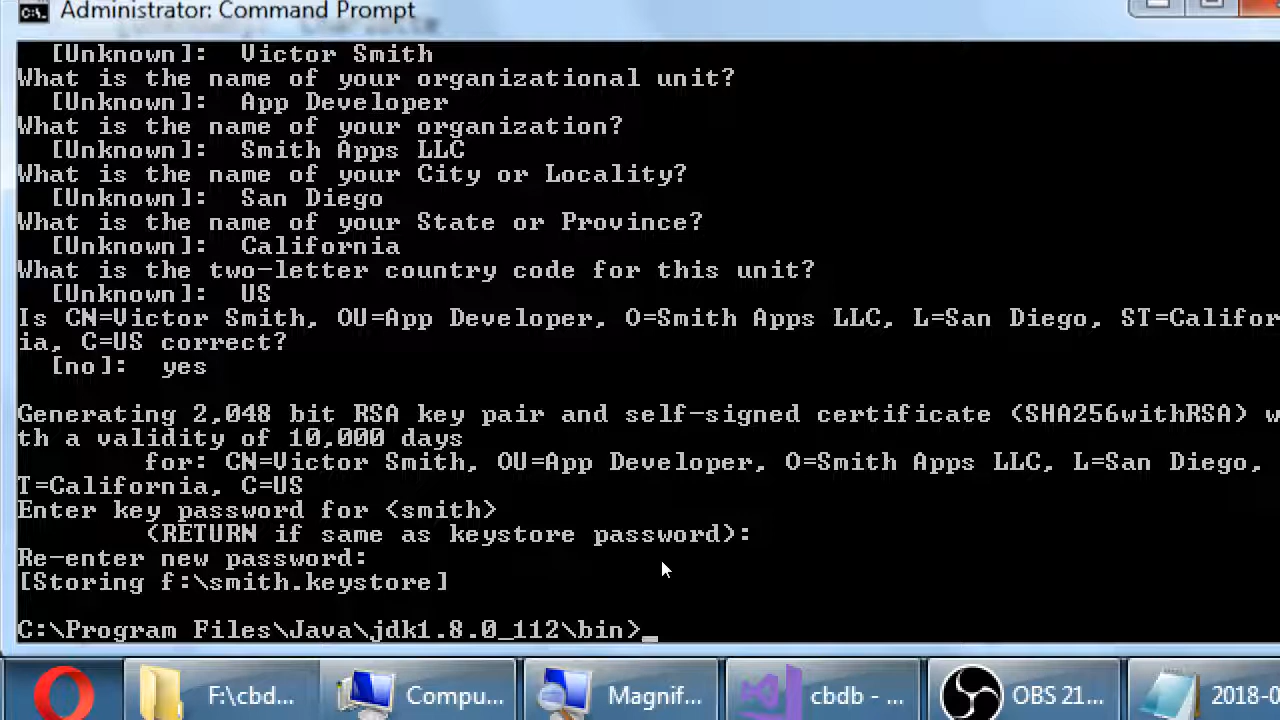 Administrator: Command Prompt
[Unknown]:  Victor Smith
What is the name of your organizational unit?
[Unknown]:  App Developer
What is the name of your organization?
[Unknown]:  Smith Apps LLC
What is the name of your City or Locality?
[Unknown]:  San Diego
What is the name of your State or Province?
[Unknown]:  California
What is the two-letter country code for this unit?
[Unknown]:  US
Is CN=Victor Smith, OU=App Developer, O=Smith Apps LLC, L=San Diego, ST=Califor
ia, C=US correct?
[no]:  yes
Generating 2,048 bit RSA key pair and self-signed certificate (SHA256withRSA) w
th a validity of 10,000 days
for: CN=Victor Smith, OU=App Developer, O=Smith Apps LLC, L=San Diego,
T=California, C=US
Enter key password for <smith>
(RETURN if same as keystore password):
Re-enter new password:
[Storing f:\smith.keystore]
C:\Program Files\Java\jdk1.8.0_112\bin>_
F:\cbd...
Compu...
Magnif...
cbdb - ...
OBS 21...
2018-0